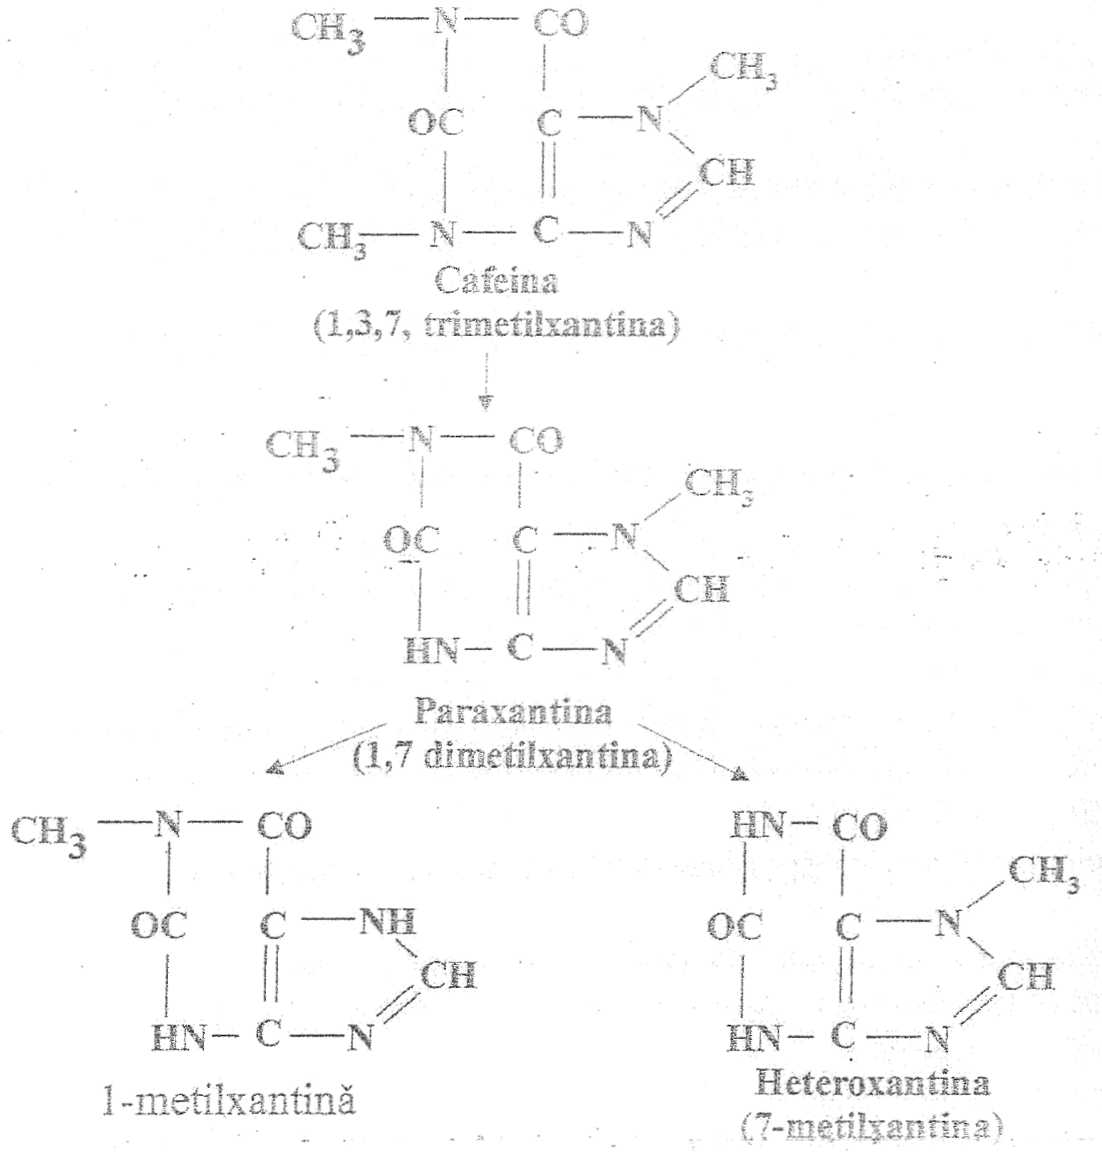 CH3 N CO
CH3
OC C N
CH
CH3 N C N
Cafeina
(1,3,7, trimetilxantina)
CH3 N CO
CH3
OC C N
CH
HN C N
Paraxantina
(1,7 dimetilxantina)
CH3 N CO
OC C NH
CH
HN C N
1-metilxantină
HN CO
CH3
OC C N
CH
HN C N
Heteroxantina
(7-metilxantina)